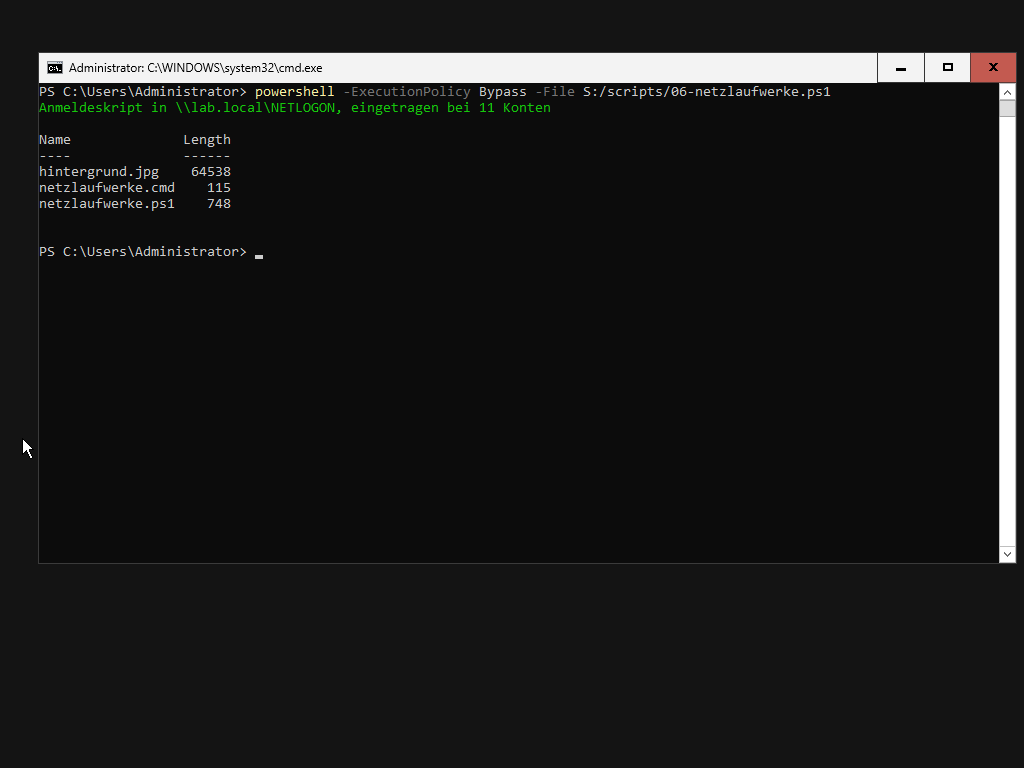 Administrator: C:\WINDOWS\system32\cmd.exe
PS C:\Users\Administrator> powershell -ExecutionPolicy Bypass -File S:/scripts/06-netzlaufwerke.ps1
Anmeldeskript in \\lab.local\NETLOGON, eingetragen bei 11 Konten
Name Length
---- ------
hintergrund.jpg 64538
netzlaufwerke.cmd 115
netzlaufwerke.ps1 748
PS C:\Users\Administrator>